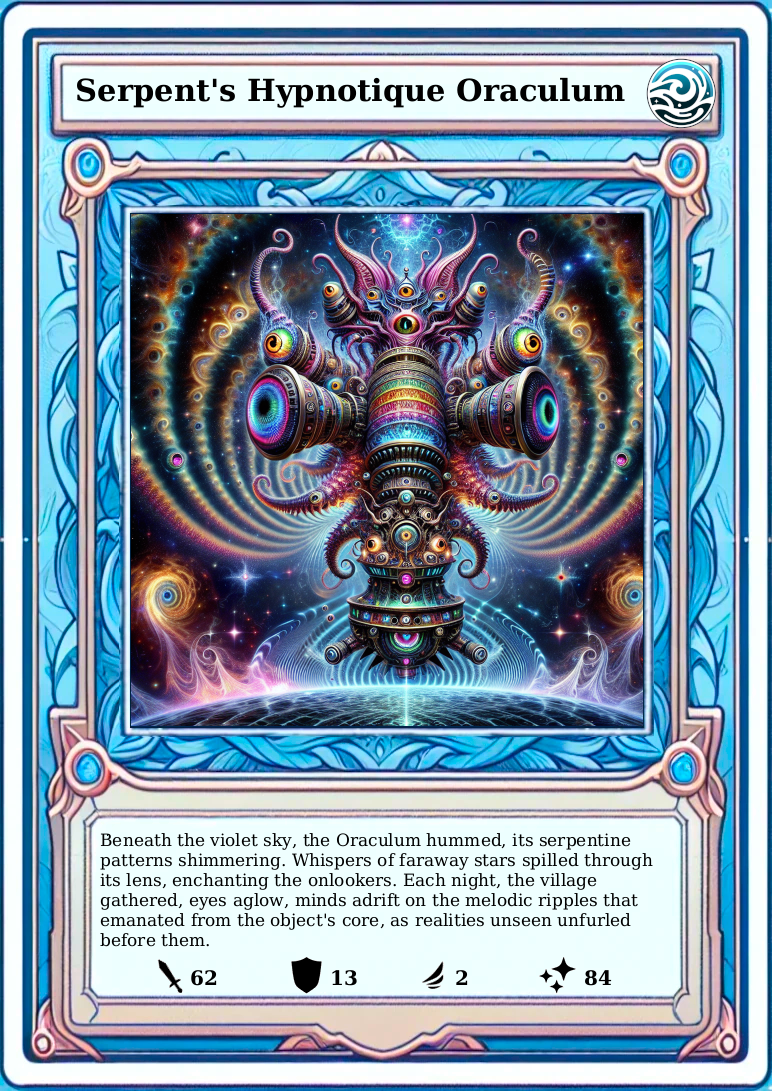 Serpent's Hypnotique Oraculum
Beneath the violet sky, the Oraculum hummed, its serpentine
patterns shimmering. Whispers of faraway stars spilled through
its lens, enchanting the onlookers. Each night, the village
gathered, eyes aglow, minds adrift on the melodic ripples that
emanated from the object's core, as realities unseen unfurled
before them.
62 13 2 84